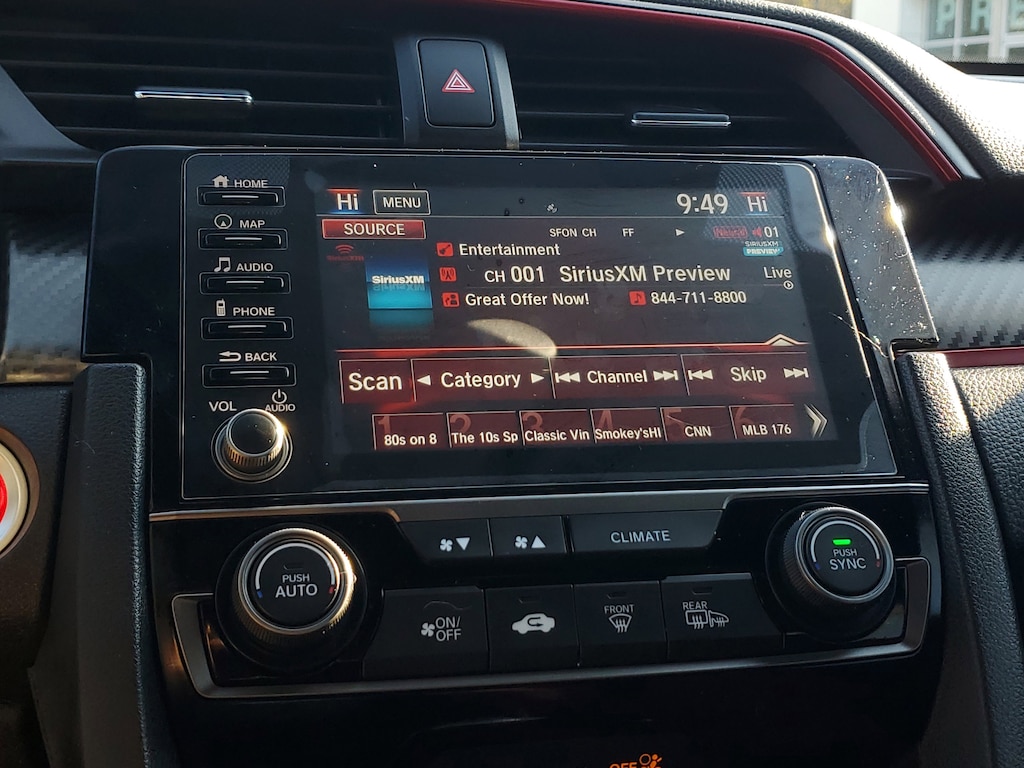 PRE
HOME
Hi MENU 9:49 Hi
MAP
SOURCE SFON CH FF 01
Entertainment SIRIUSXM PREVIEW
AUDIO
SiriusXM CH 001 SiriusXM Preview Live
Great Offer Now! 844-711-8800
PHONE
BACK
Scan Category Channel Skip
VOL AUDIO
1 2 3 4 5 6
80s on 8 The 10s Sp Classic Vin Smokey'sHI CNN MLB 176
CLIMATE
PUSH AUTO
PUSH SYNC
ON/OFF
FRONT
REAR
OFF